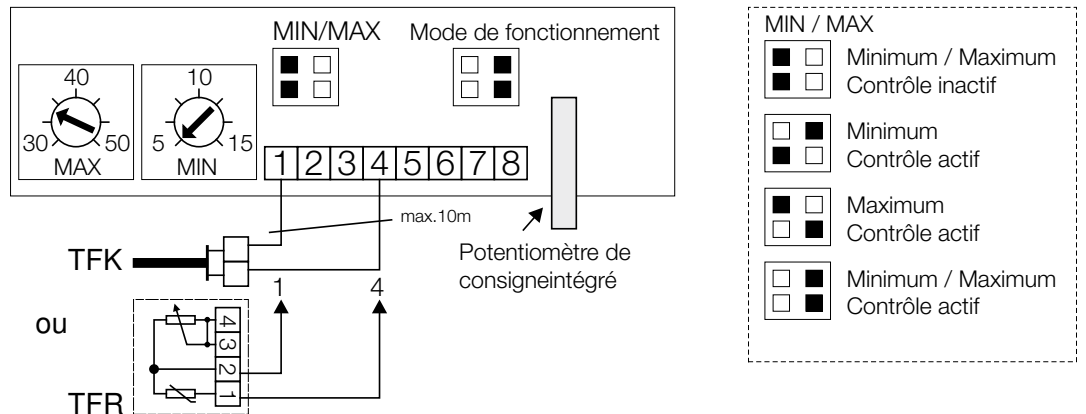 MIN/MAX
Mode de fonctionnement
40
30
50
MAX
10
5
15
MIN
1 2 3 4 5 6 7 8
max.10m
TFK
Potentiomètre de
consigneintégré
1
4
ou
4
3
2
1
TFR
MIN / MAX
Minimum / Maximum
Contrôle inactif
Minimum
Contrôle actif
Maximum
Contrôle actif
Minimum / Maximum
Contrôle actif